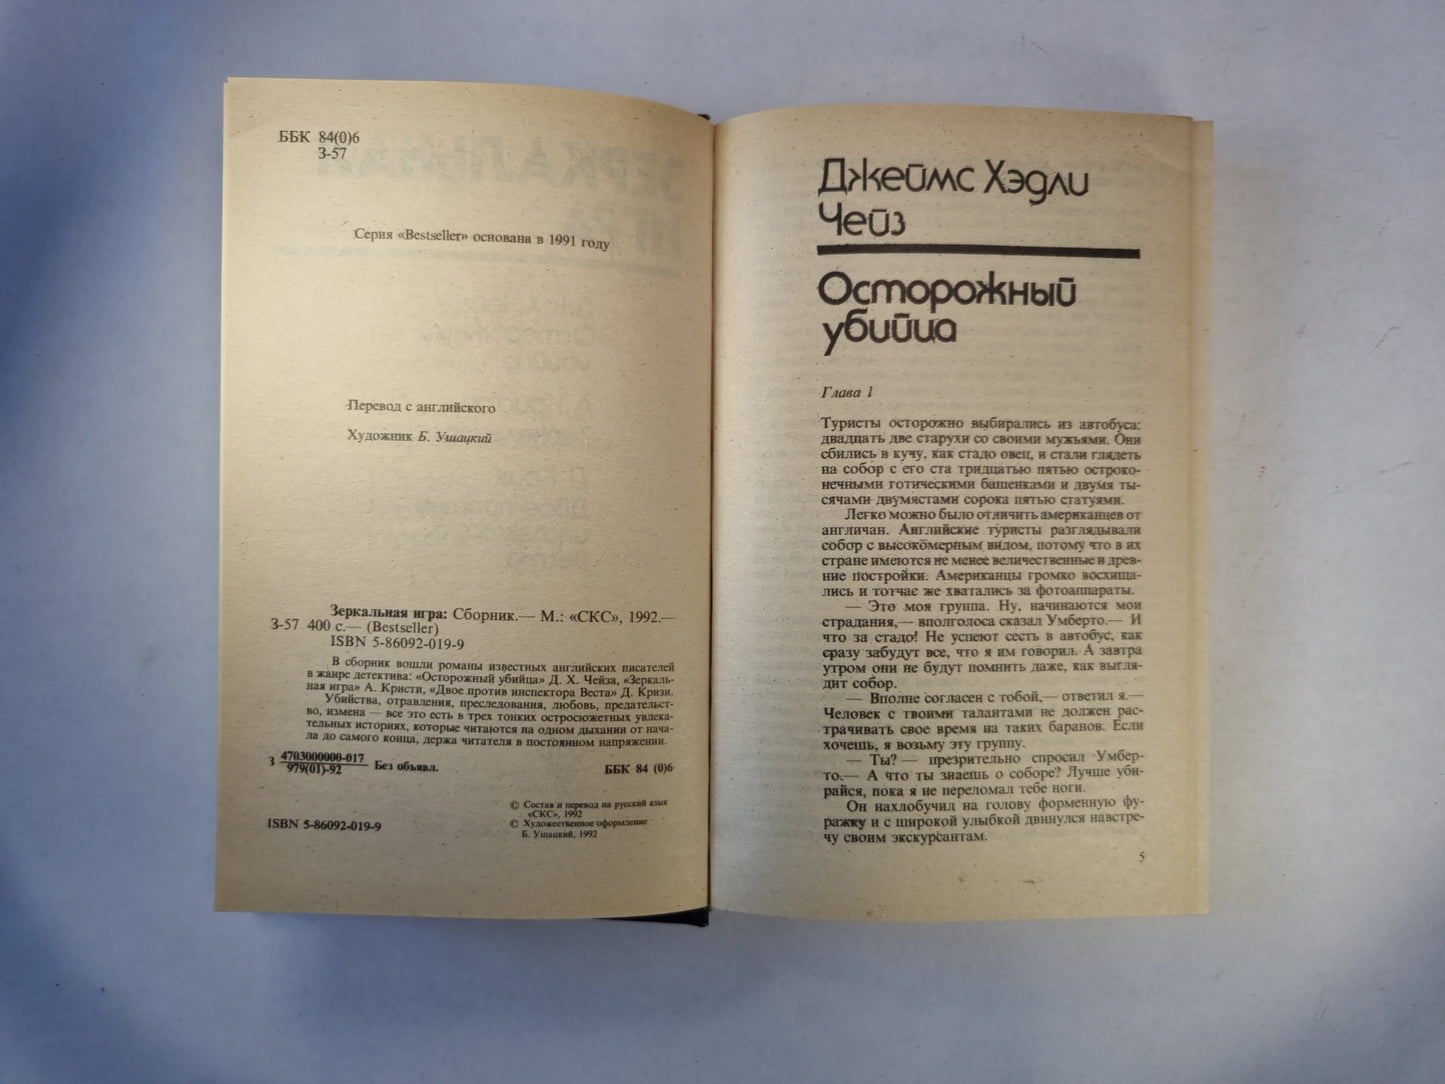 ББК 84(0)6
З-57
Серия «Bestseller» основана в 1991 году
Перевод с английского
Художник Б. Ушацкий
Зеркальная игра: Сборник.— М.: «СКС», 1992.—
З-57 400 с.— (Bestseller)
ISBN 5-86092-019-9
В сборник вошли романы известных английских писателей
в жанре детектива: «Осторожный убийца» Д. Х. Чейза, «Зеркаль-
ная игра» А. Кристи, «Двое против инспектора Веста» Д. Кризи.
Убийства, отравления, преследования, любовь, предательст-
во, измена — все это есть в трех тонких остросюжетных увлека-
тельных историях, которые читаются на одном дыхании от нача-
ла до самого конца, держа читателя в постоянном напряжении.
З 4703000000-017
979(01)-92 Без объявл.
ББК 84 (0)6
ISBN 5-86092-019-9
© Состав и перевод на русский язык
«СКС», 1992
© Художественное оформление
Б. Ушацкий, 1992
Джеймс Хэдли
Чейз
Осторожный
убийца
Глава 1
Туристы осторожно выбирались из автобуса:
двадцать две старухи со своими мужьями. Они
сбились в кучу, как стадо овец, и стали глядеть
на собор с его ста тридцатью пятью остроко-
нечными готическими башенками и двумя ты-
сячами двумястами сорока пятью статуями.
Легко можно было отличить американцев от
англичан. Английские туристы разглядывали
собор с высокомерным видом, потому что в их
стране имеются не менее величественные и древ-
ние постройки. Американцы громко восхища-
лись и тотчас же хватались за фотоаппараты.
— Это моя группа. Ну, начинаются мои
страдания,— вполголоса сказал Умберто.— И
что за стадо! Не успеют сесть в автобус, как
сразу забудут все, что я им говорил. А завтра
утром они не будут помнить даже, как выгля-
дит собор.
— Вполне согласен с тобой,— ответил я.—
Человек с твоими талантами не должен рас-
трачивать свое время на таких баранов. Если
хочешь, я возьму эту группу.
— Ты? — презрительно спросил Умбер-
то.— А что ты знаешь о соборе? Лучше уби-
райся, пока я не переломал тебе ноги.
Он нахлобучил на голову форменную фу-
ражку и с широкой улыбкой двинулся навстре-
чу своим экскурсантам.
5